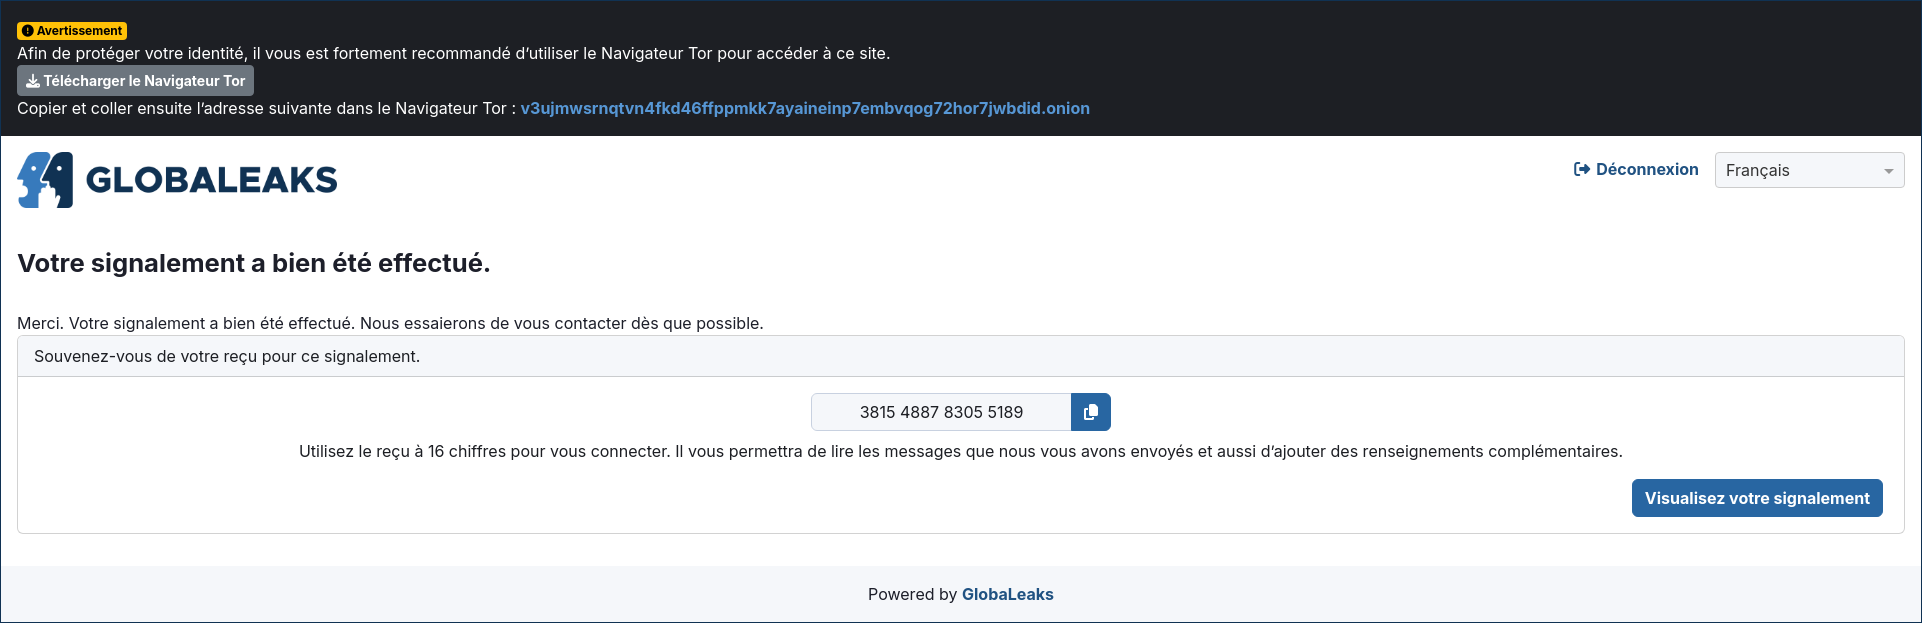 Avertissement
Afin de protéger votre identité, il vous est fortement recommandé d’utiliser le Navigateur Tor pour accéder à ce site.
Télécharger le Navigateur Tor
Copier et coller ensuite l’adresse suivante dans le Navigateur Tor : v3ujmwsrnqtvn4fkd46ffppmkk7ayaineinp7embvqog72hor7jwbdid.onion
GLOBALEAKS
Déconnexion
Français
Votre signalement a bien été effectué.
Merci. Votre signalement a bien été effectué. Nous essaierons de vous contacter dès que possible.
Souvenez-vous de votre reçu pour ce signalement.
3815 4887 8305 5189
Utilisez le reçu à 16 chiffres pour vous connecter. Il vous permettra de lire les messages que nous vous avons envoyés et aussi d’ajouter des renseignements complémentaires.
Visualisez votre signalement
Powered by GlobaLeaks